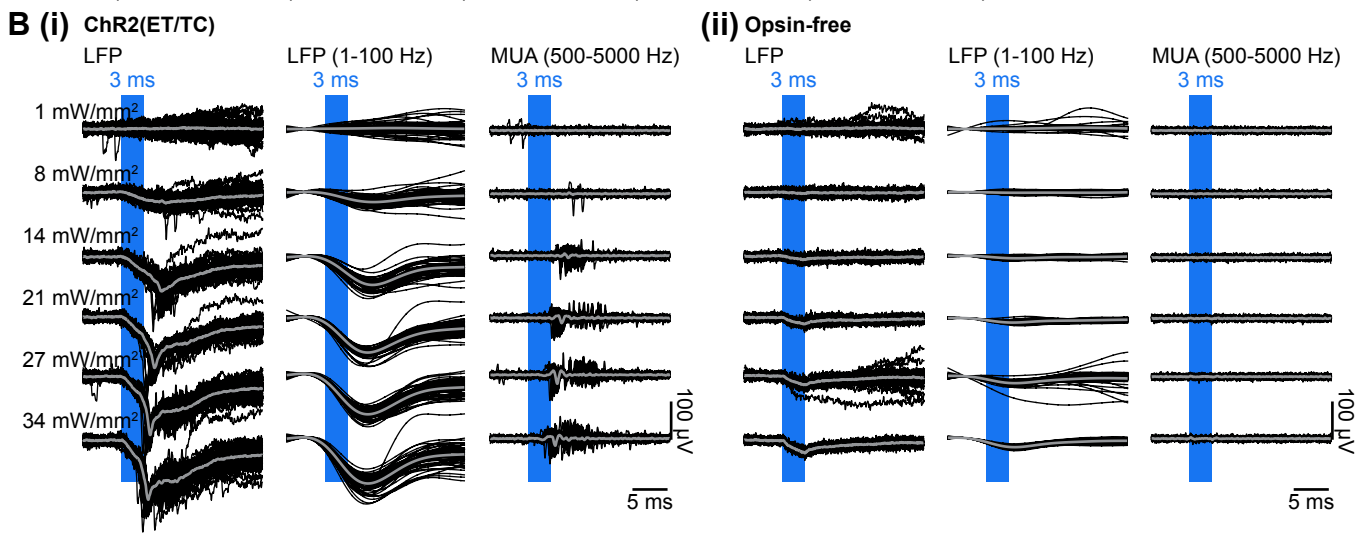 B (i) ChR2(ET/TC)
LFP
3 ms
LFP (1-100 Hz)
3 ms
MUA (500-5000 Hz)
3 ms
1 mW/mm²
8 mW/mm²
14 mW/mm²
21 mW/mm²
27 mW/mm²
34 mW/mm²
100 µV
5 ms
(ii) Opsin-free
LFP
3 ms
LFP (1-100 Hz)
3 ms
MUA (500-5000 Hz)
3 ms
100 µV
5 ms